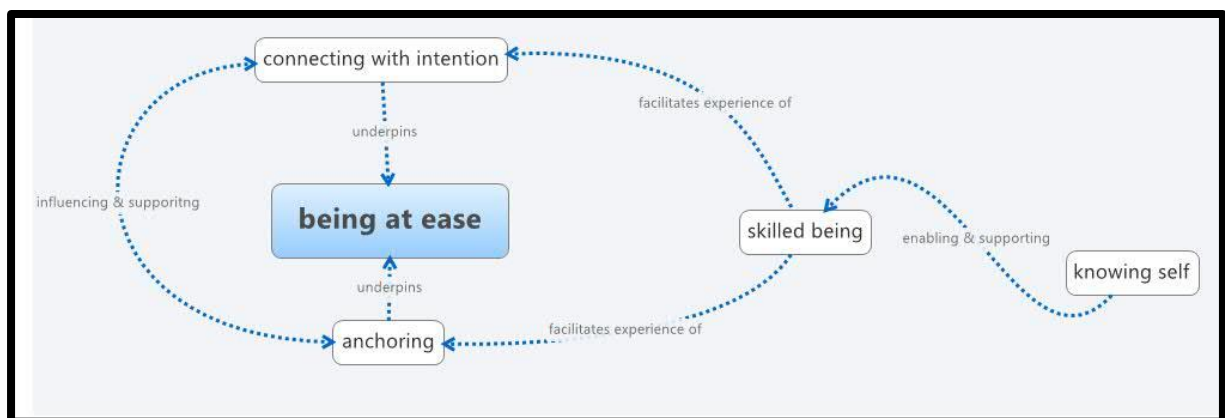 connecting with intention
facilitates experience of
underpins
influencing & supporitng
being at ease
skilled being
enabling & supporting
knowing self
underpins
facilitates experience of
anchoring